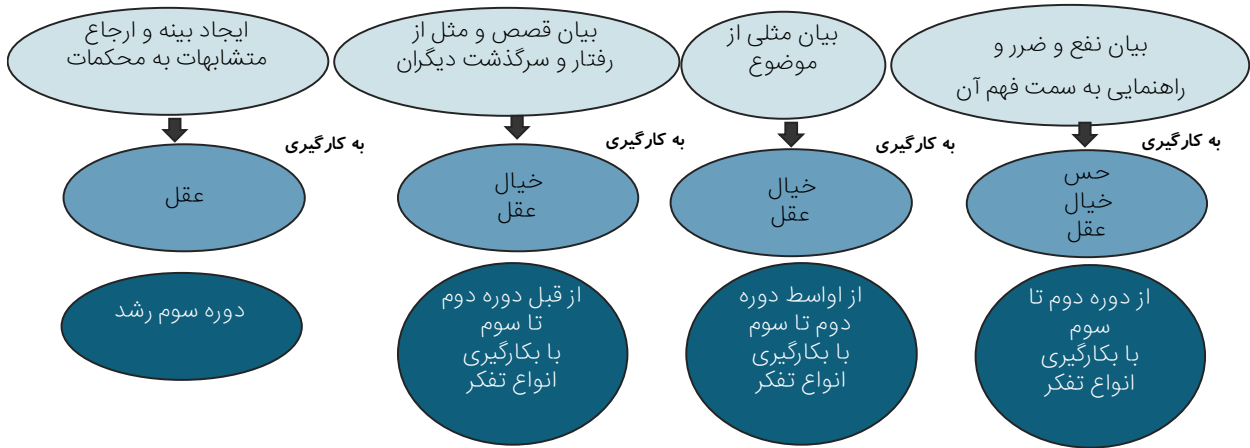 بیان نفع و ضرر و
راهنمایی به سمت فهم آن
بیان مثلی از
موضوع
بیان قصص و مثل از
رفتار و سرگذشت دیگران
ایجاد بینه و ارجاع
متشابهات به محکمات
به کارگیری
به کارگیری
به کارگیری
به کارگیری
حس
خیال
عقل
خیال
عقل
خیال
عقل
عقل
از دوره دوم تا
سوم
با بکارگیری
انواع تفکر
از اواسط دوره
دوم تا سوم
با بکارگیری
انواع تفکر
از قبل دوره دوم
تا سوم
با بکارگیری
انواع تفکر
دوره سوم رشد